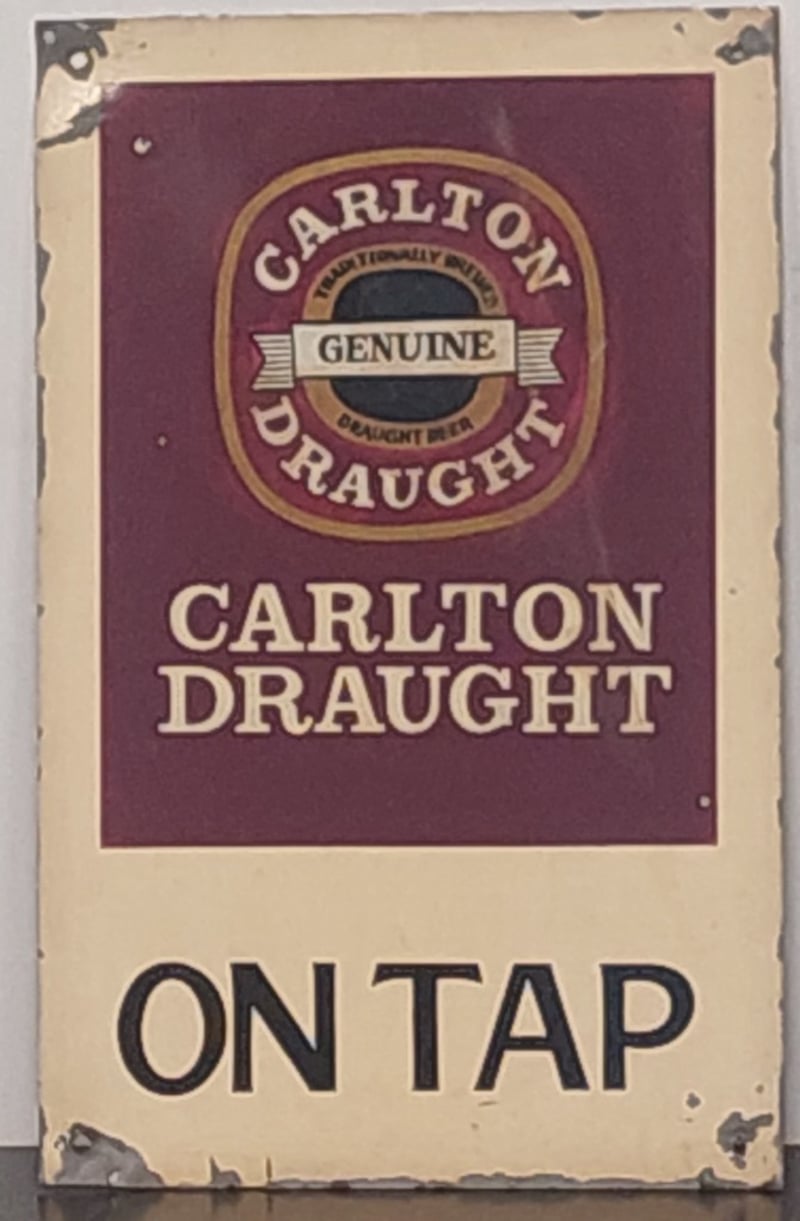 CARLTON
TRADITIONALLY BREWED
GENUINE
DRAUGHT BEER
DRAUGHT
CARLTON
DRAUGHT
ON TAP